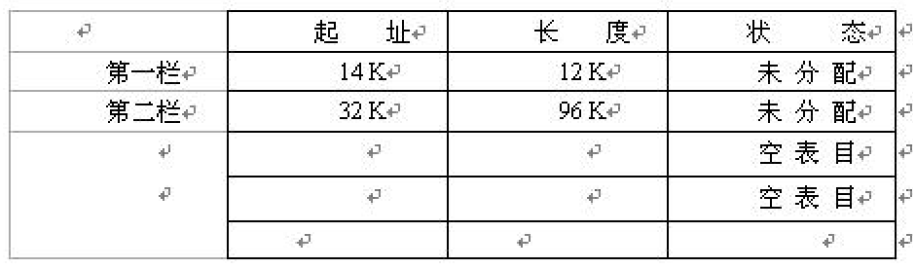 起 址 长 度 状 态
第一栏 14 K 12 K 未 分 配
第二栏 32 K 96 K 未 分 配
空 表 目
空 表 目